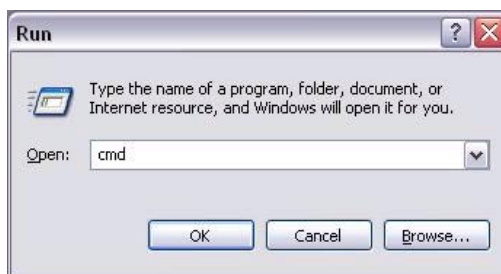 Run
Type the name of a program, folder, document, or
Internet resource, and Windows will open it for you.
Open: cmd
OK Cancel Browse...